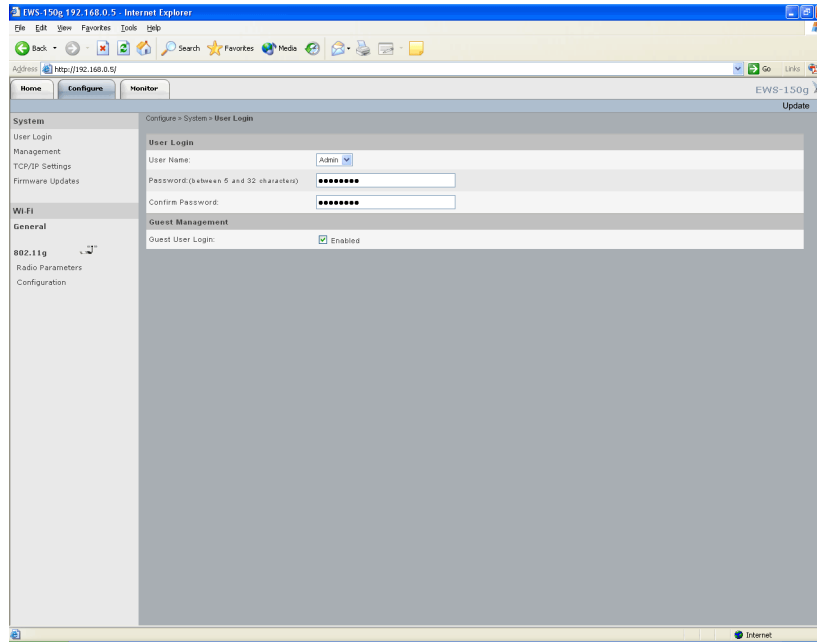 EWS-150g 192.168.0.5 - Internet Explorer
File Edit View Favorites Tools Help
Back Search Favorites Media
Address http://192.168.0.5/ Go Links
Home Configure Monitor EWS-150g
Update
System
Configure » System » User Login
User Login
Management
TCP/IP Settings
Firmware Updates
Wi-Fi
General
802.11g
Radio Parameters
Configuration
User Login
User Name: Admin
Password:(between 5 and 32 characters) ●●●●●●●●
Confirm Password: ●●●●●●●●
Guest Management
Guest User Login: Enabled
Internet